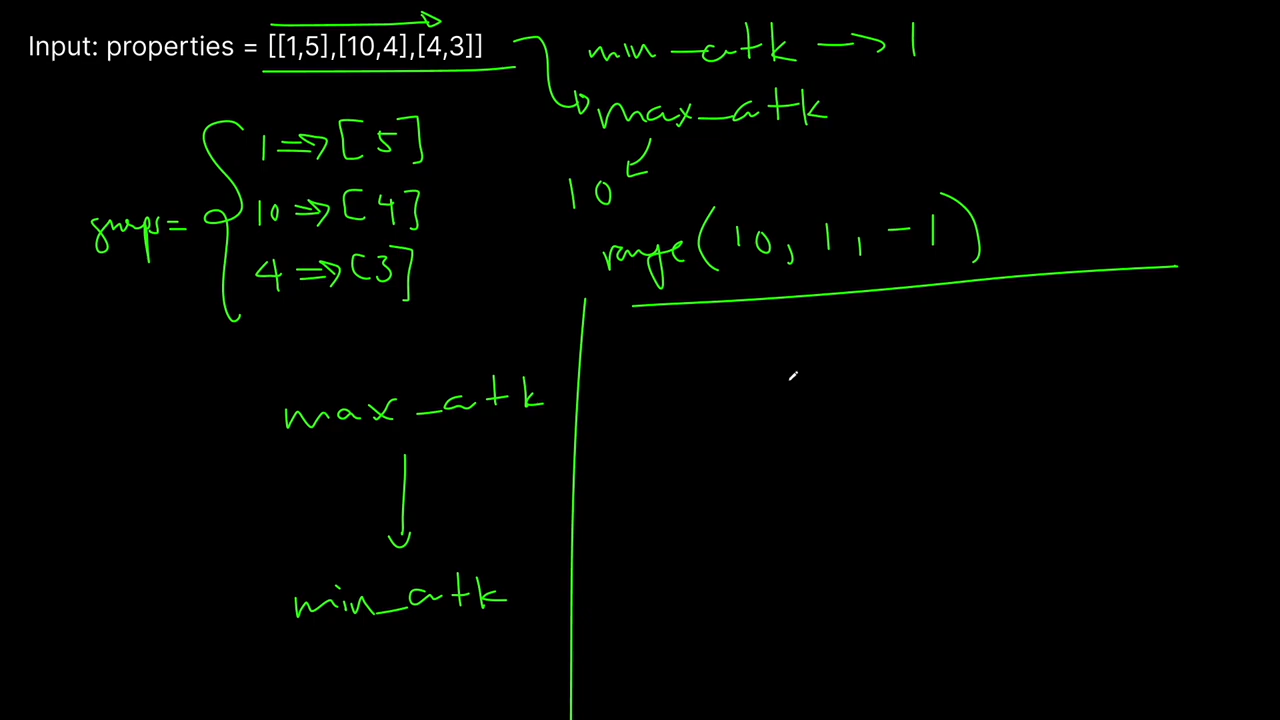 Input: properties = [[1,5],[10,4],[4,3]]
min_atk → 1
max_atk
10
groups =
1 => [5]
10 => [4]
4 => [3]
range(10, 1, -1)
max_atk
min_atk